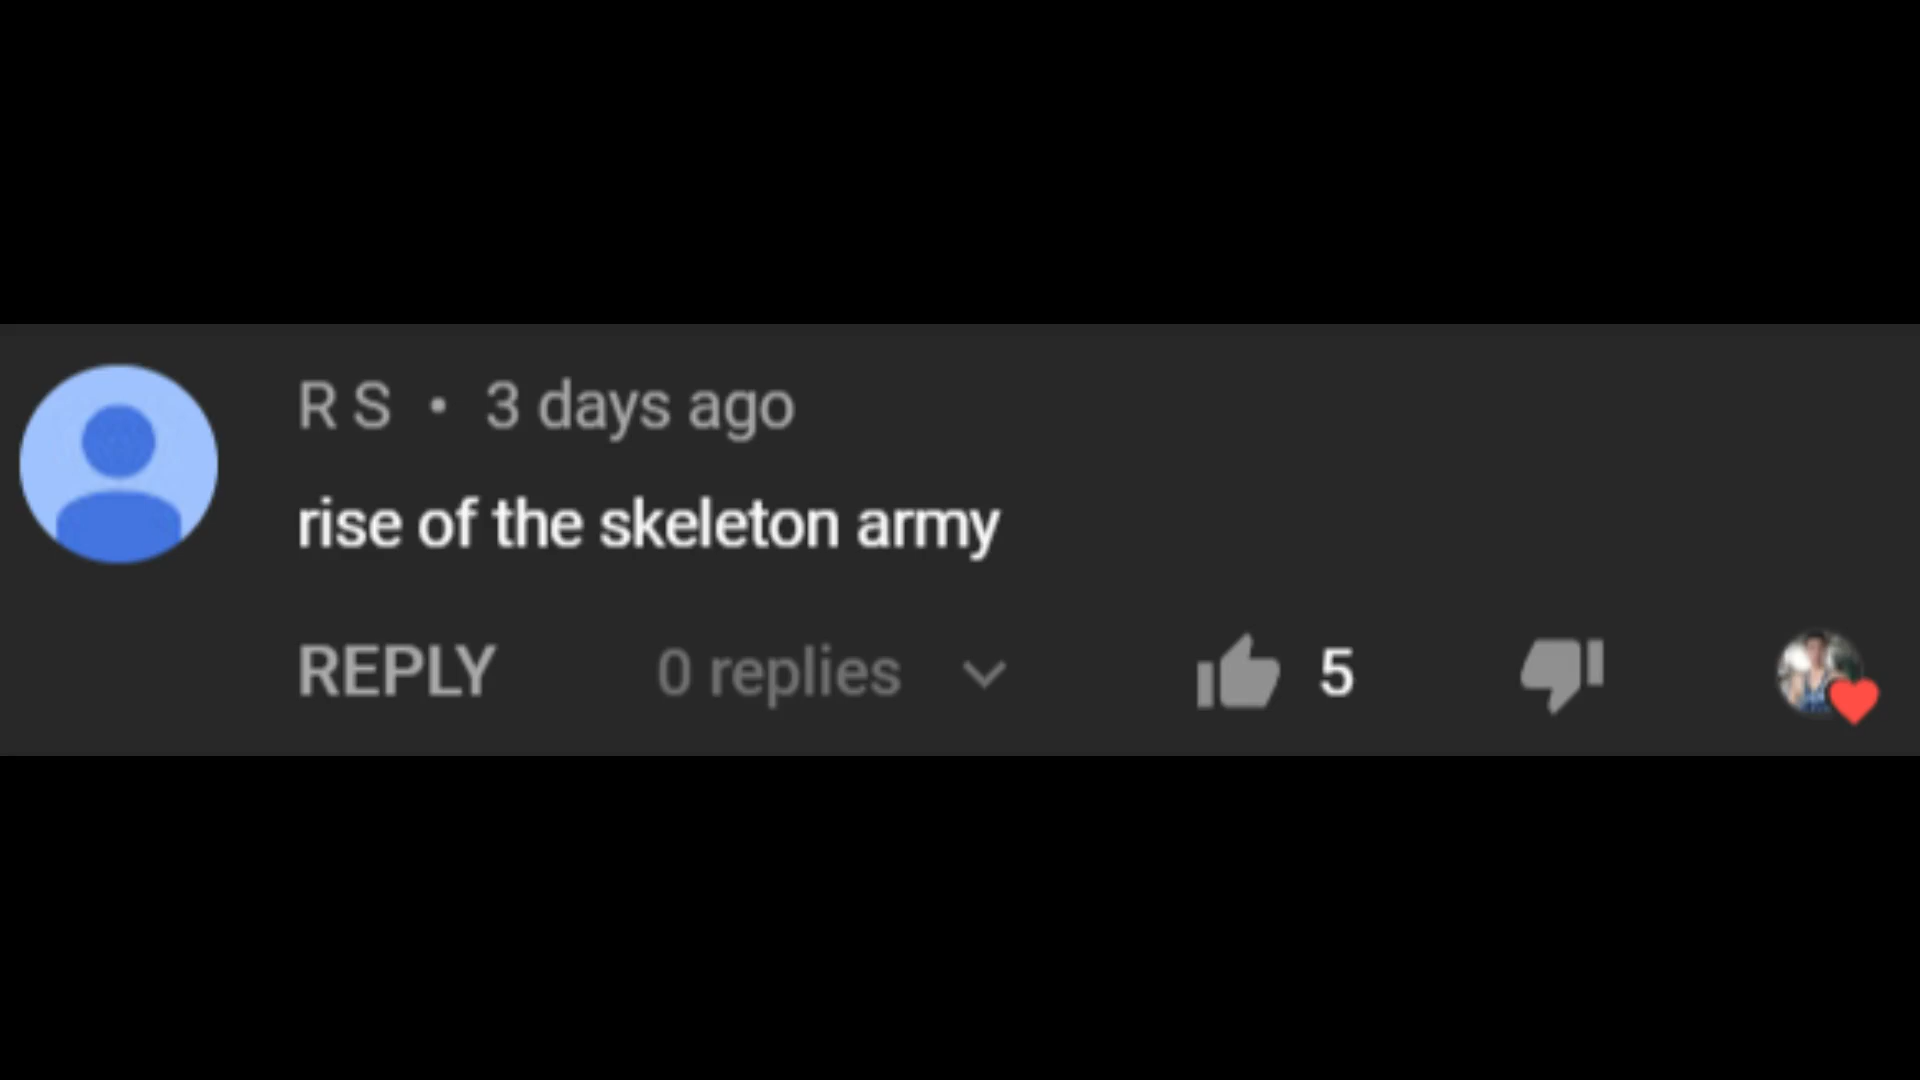 R S • 3 days ago
rise of the skeleton army
REPLY 0 replies 5